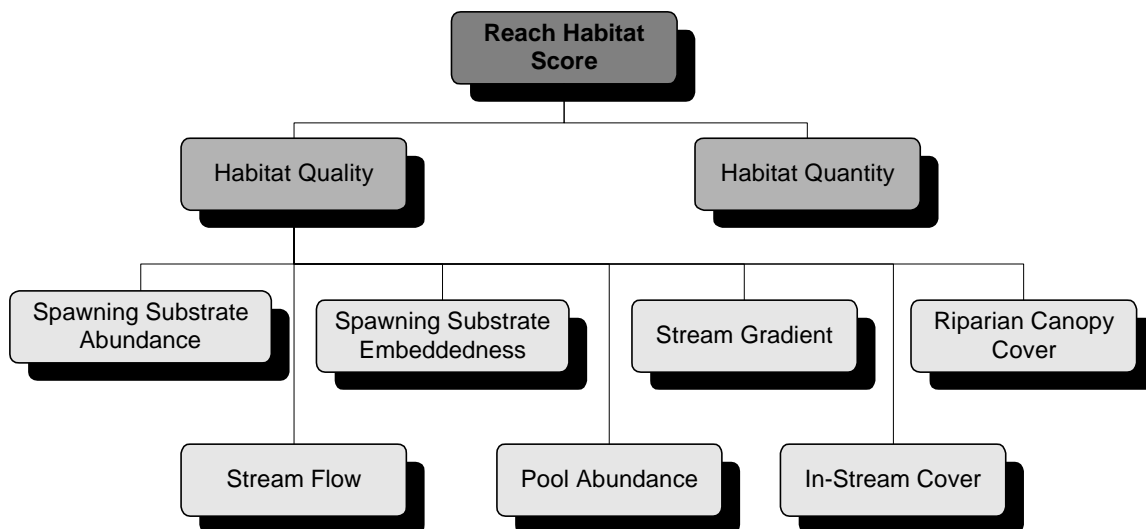 Reach Habitat
Score
Habitat Quality
Habitat Quantity
Spawning Substrate
Abundance
Spawning Substrate
Embeddedness
Stream Gradient
Riparian Canopy
Cover
Stream Flow
Pool Abundance
In-Stream Cover